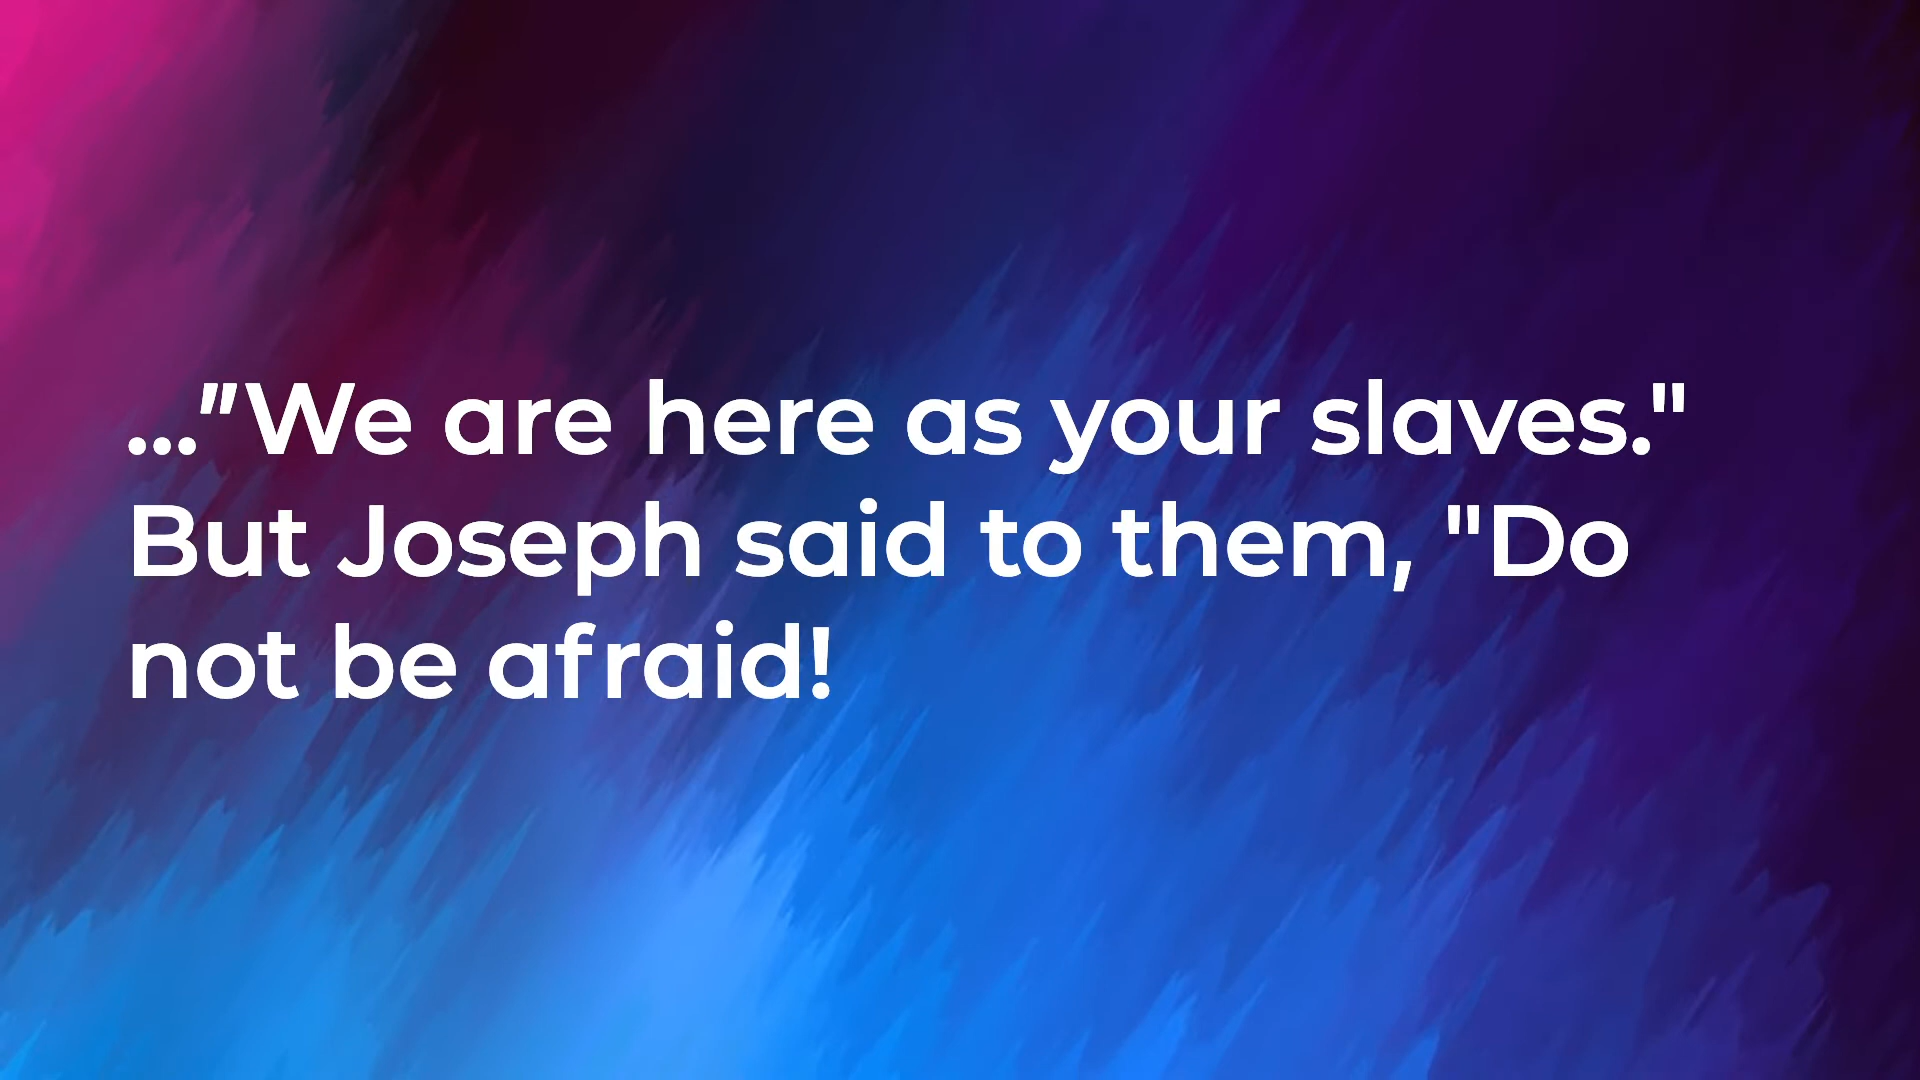 ..."We are here as your slaves."
But Joseph said to them, "Do
not be afraid!